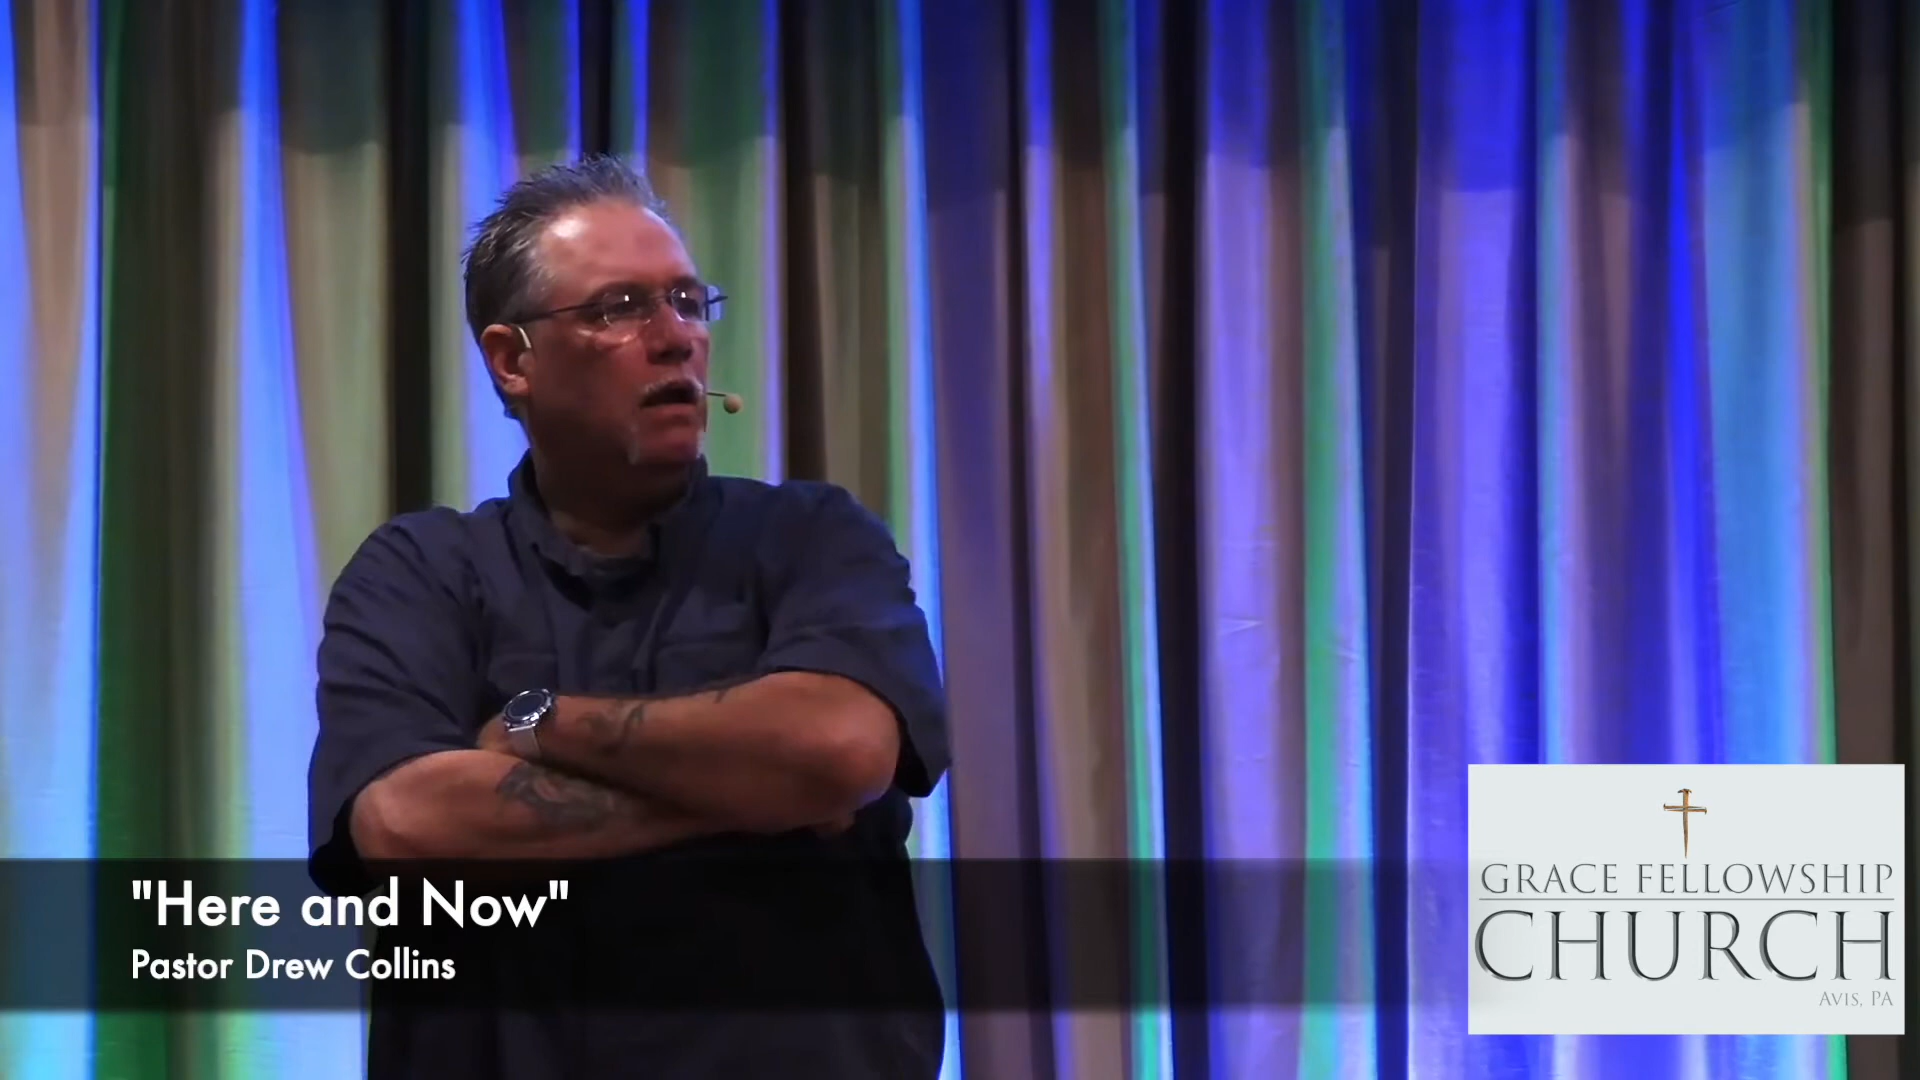 "Here and Now"
Pastor Drew Collins
GRACE FELLOWSHIP
CHURCH
AVIS, PA